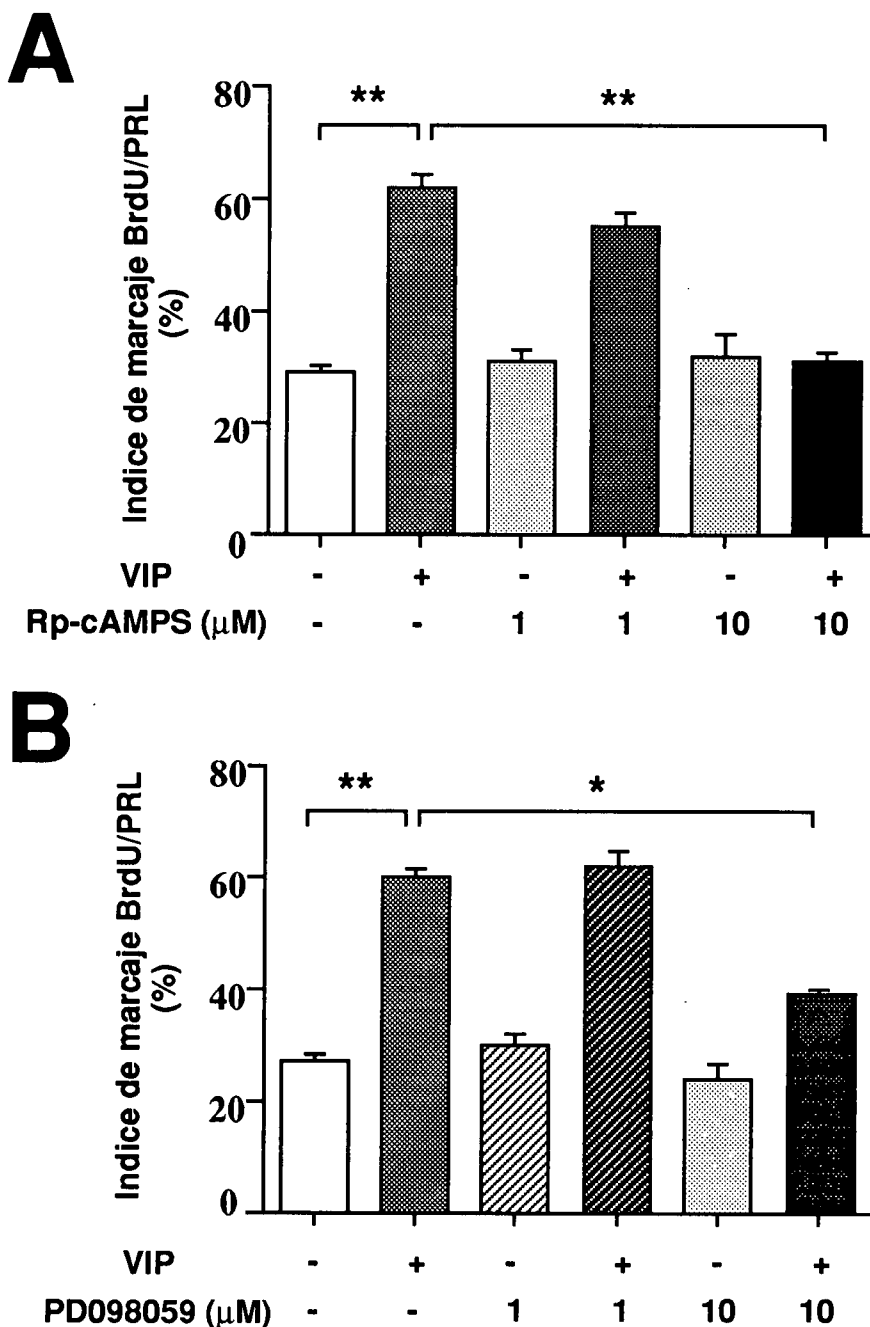 A
80
60
40
20
0
Indice de marcaje BrdU/PRL
(%)
** **
VIP - + - + - +
Rp-cAMPS (μM) - - 1 1 10 10
B
80
60
40
20
0
Indice de marcaje BrdU/PRL
(%)
** *
VIP - + - + - +
PD098059 (μM) - - 1 1 10 10